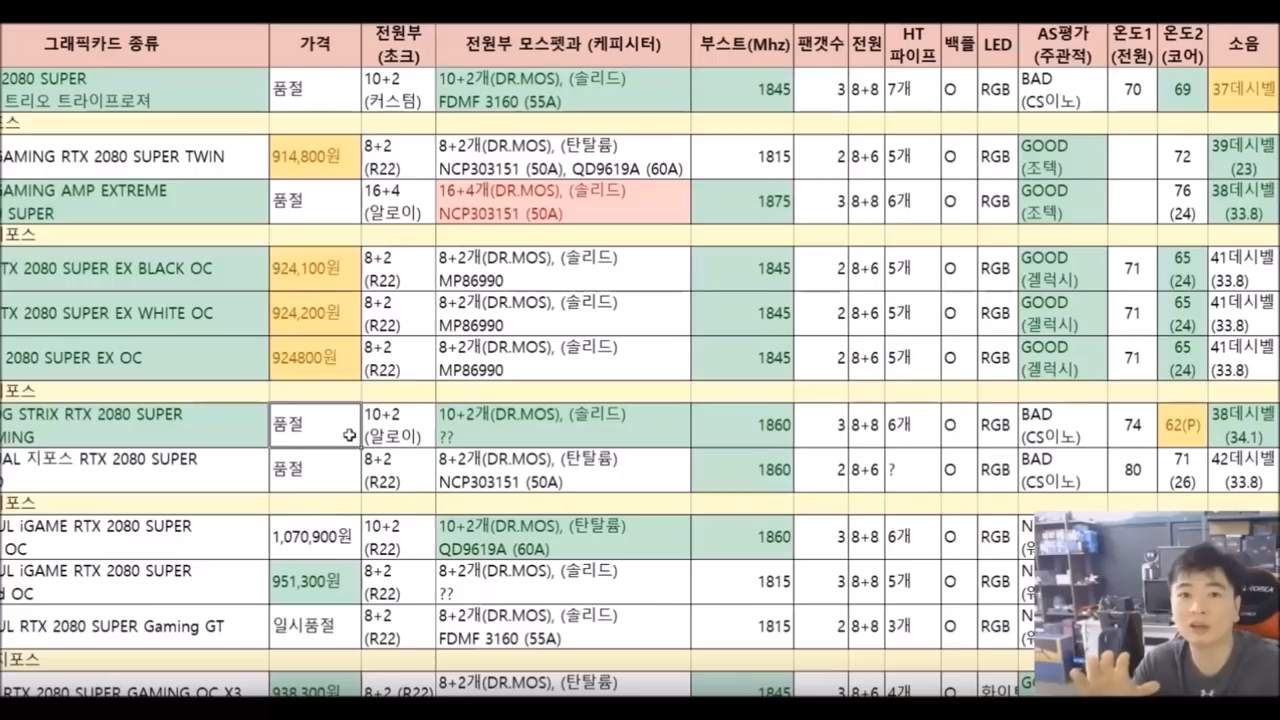 그래픽카드 종류 가격 전원부 (초크) 전원부 모스펫과 (케피시터) 부스트(Mhz) 팬갯수 전원 HT 파이프 백플 LED AS평가 (주관적) 온도1 (전원) 온도2 (코어) 소음
2080 SUPER 품절 10+2 10+2개(DR.MOS), (솔리드) 1845 3 8+8 7개 O RGB BAD 70 69 37데시벨
트리오 트라이프로져 (커스텀) FDMF 3160 (55A) (CS이노)
포스
GAMING RTX 2080 SUPER TWIN 914,800원 8+2 8+2개(DR.MOS), (탄탈륨) 1815 2 8+6 5개 O RGB GOOD 72 39데시벨
(R22) NCP303151 (50A), QD9619A (60A) (조텍) (23)
GAMING AMP EXTREME 품절 16+4 16+4개(DR.MOS), (솔리드) 1875 3 8+8 6개 O RGB GOOD 76 38데시벨
SUPER (알로이) NCP303151 (50A) (조텍) (24) (33.8)
지포스
TX 2080 SUPER EX BLACK OC 924,100원 8+2 8+2개(DR.MOS), (솔리드) 1845 2 8+6 5개 O RGB GOOD 71 65 41데시벨
(R22) MP86990 (겔럭시) (24) (33.8)
TX 2080 SUPER EX WHITE OC 924,200원 8+2 8+2개(DR.MOS), (솔리드) 1845 2 8+6 5개 O RGB GOOD 71 65 41데시벨
(R22) MP86990 (겔럭시) (24) (33.8)
2080 SUPER EX OC 924800원 8+2 8+2개(DR.MOS), (솔리드) 1845 2 8+6 5개 O RGB GOOD 71 65 41데시벨
(R22) MP86990 (겔럭시) (24) (33.8)
지포스
OG STRIX RTX 2080 SUPER 품절 10+2 10+2개(DR.MOS), (솔리드) 1860 3 8+8 6개 O RGB BAD 74 62(P) 38데시벨
MING (알로이) ?? (CS이노) (34.1)
UAL 지포스 RTX 2080 SUPER 품절 8+2 8+2개(DR.MOS), (탄탈륨) 1860 2 8+6 ? O RGB BAD 80 71 42데시벨
(R22) NCP303151 (50A) (CS이노) (26) (33.8)
지포스
UL iGAME RTX 2080 SUPER 1,070,900원 10+2 10+2개(DR.MOS), (탄탈륨) 1860 3 8+8 6개 O RGB N
OC (R22) QD9619A (60A)
UL iGAME RTX 2080 SUPER 951,300원 8+2 8+2개(DR.MOS), (솔리드) 1815 3 8+8 5개 O RGB N
d OC (R22) ??
UL RTX 2080 SUPER Gaming GT 일시품절 8+2 8+2개(DR.MOS), (솔리드) 1815 2 8+8 3개 O RGB N
(R22) FDMF 3160 (55A)
지포스
RTX 2080 SUPER GAMING OC X3 938,300원 8+2 (R22) 8+2개(DR.MOS), (탄탈륨) 1845 3 8+6 4개 O